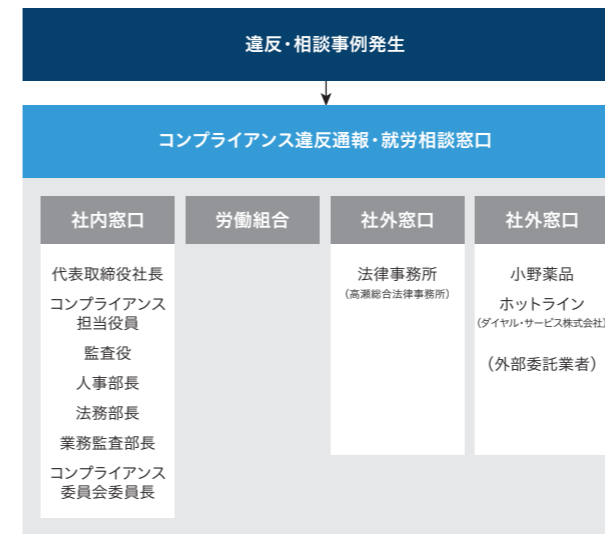 違反・相談事例発生
コンプライアンス違反通報・就労相談窓口
社内窓口
代表取締役社長
コンプライアンス
担当役員
監査役
人事部長
法務部長
業務監査部長
コンプライアンス
委員会委員長
労働組合
社外窓口
法律事務所
(高瀬総合法律事務所)
社外窓口
小野薬品
ホットライン
(ダイヤル・サービス株式会社)
(外部委託業者)